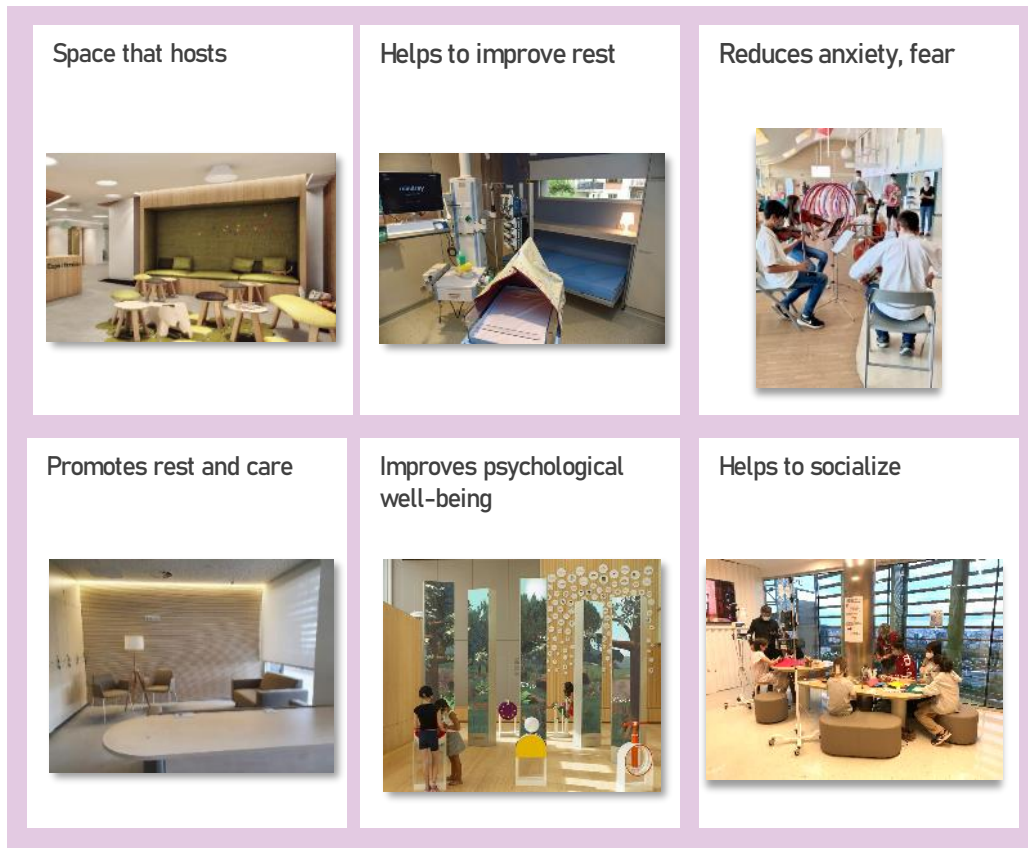 Space that hosts
Helps to improve rest
Reduces anxiety, fear
Promotes rest and care
Improves psychological
well-being
Helps to socialize